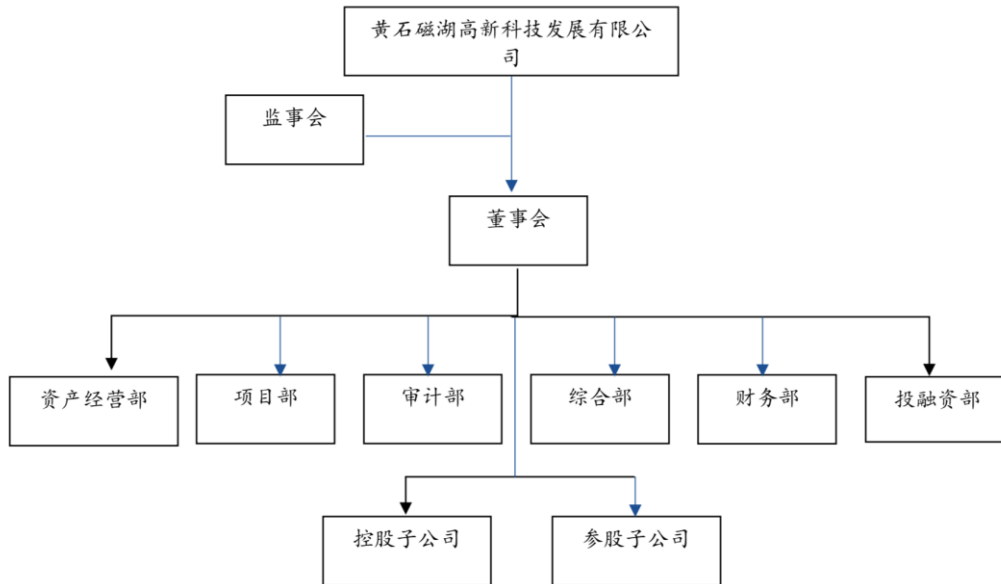 黄石磁湖高新科技发展有限公
司
监事会
董事会
资产经营部
项目部
审计部
综合部
财务部
投融资部
控股子公司
参股子公司